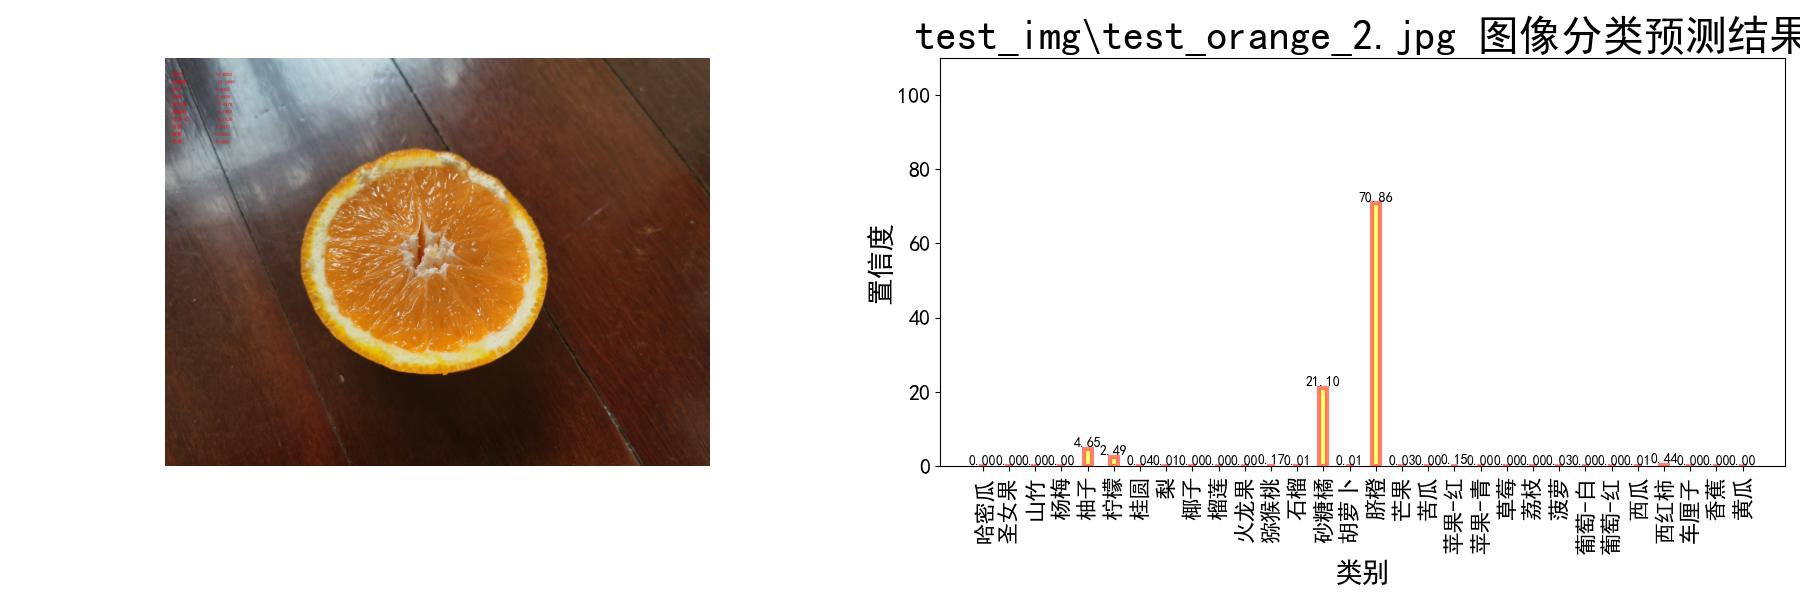 test_img\test_orange_2.jpg 图像分类预测结果
100
80
60
40
20
0
置信度
0.00
0.00
0.00
0.00
4.65
2.49
0.04
0.01
0.00
0.00
0.00
0.17
0.01
21.10
0.01
70.86
0.03
0.00
0.15
0.00
0.00
0.00
0.03
0.00
0.00
0.01
0.44
0.00
0.00
0.00
哈密瓜
圣女果
山竹
杨梅
柚子
柠檬
桂圆
梨
椰子
榴莲
火龙果
猕猴桃
石榴
砂糖橘
胡萝卜
脐橙
芒果
苦瓜
苹果-红
苹果-青
草莓
荔枝
菠萝
葡萄-白
葡萄-红
西瓜
西红柿
车厘子
香蕉
黄瓜
类别